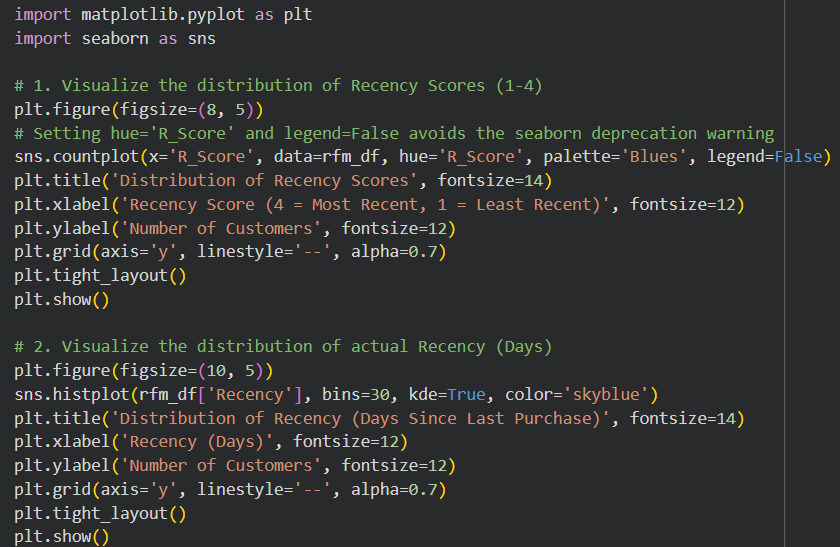 import matplotlib.pyplot as plt
import seaborn as sns

# 1. Visualize the distribution of Recency Scores (1-4)
plt.figure(figsize=(8, 5))
# Setting hue='R_Score' and legend=False avoids the seaborn deprecation warning
sns.countplot(x='R_Score', data=rfm_df, hue='R_Score', palette='Blues', legend=False)
plt.title('Distribution of Recency Scores', fontsize=14)
plt.xlabel('Recency Score (4 = Most Recent, 1 = Least Recent)', fontsize=12)
plt.ylabel('Number of Customers', fontsize=12)
plt.grid(axis='y', linestyle='--', alpha=0.7)
plt.tight_layout()
plt.show()

# 2. Visualize the distribution of actual Recency (Days)
plt.figure(figsize=(10, 5))
sns.histplot(rfm_df['Recency'], bins=30, kde=True, color='skyblue')
plt.title('Distribution of Recency (Days Since Last Purchase)', fontsize=14)
plt.xlabel('Recency (Days)', fontsize=12)
plt.ylabel('Number of Customers', fontsize=12)
plt.grid(axis='y', linestyle='--', alpha=0.7)
plt.tight_layout()
plt.show()